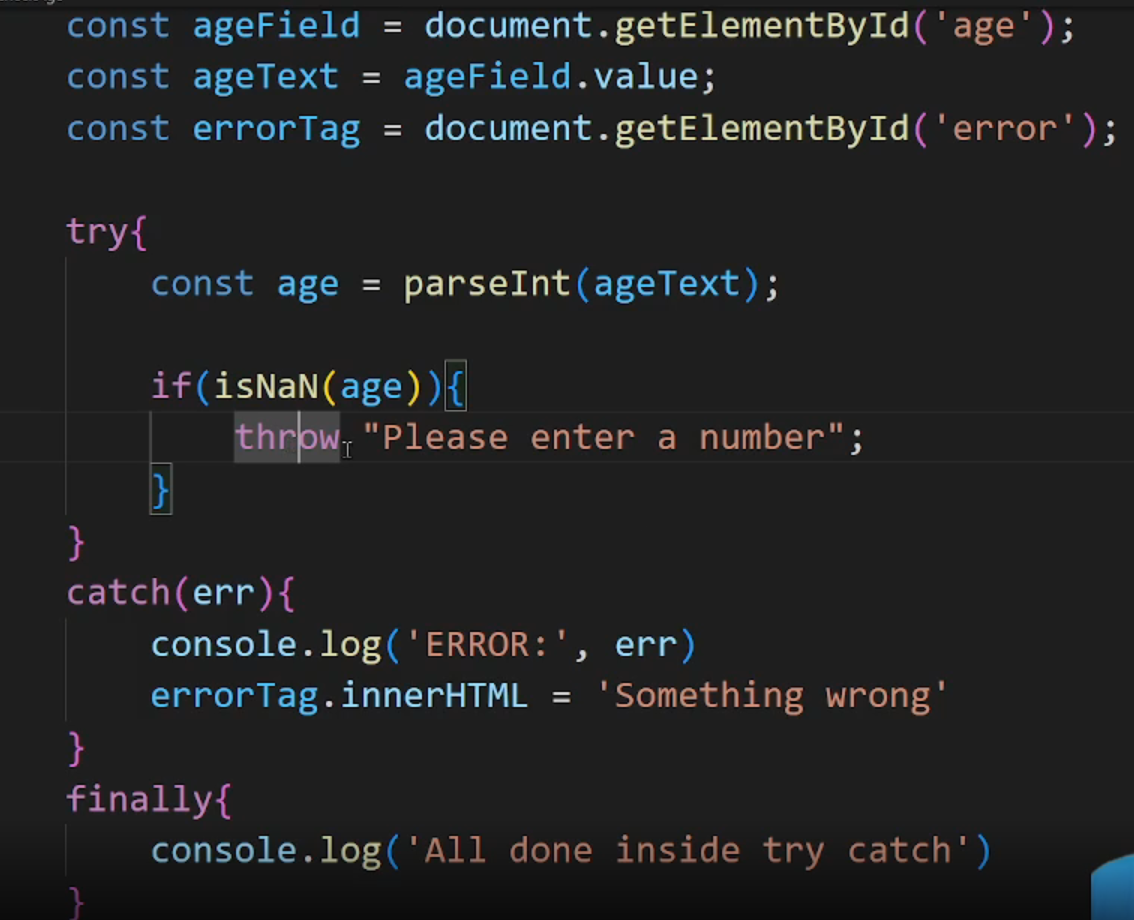 const ageField = document.getElementById('age');
const ageText = ageField.value;
const errorTag = document.getElementById('error');
try{
const age = parseInt(ageText);
if(isNaN(age)){
throw "Please enter a number";
}
}
catch(err){
console.log('ERROR:', err)
errorTag.innerHTML = 'Something wrong'
}
finally{
console.log('All done inside try catch')
}